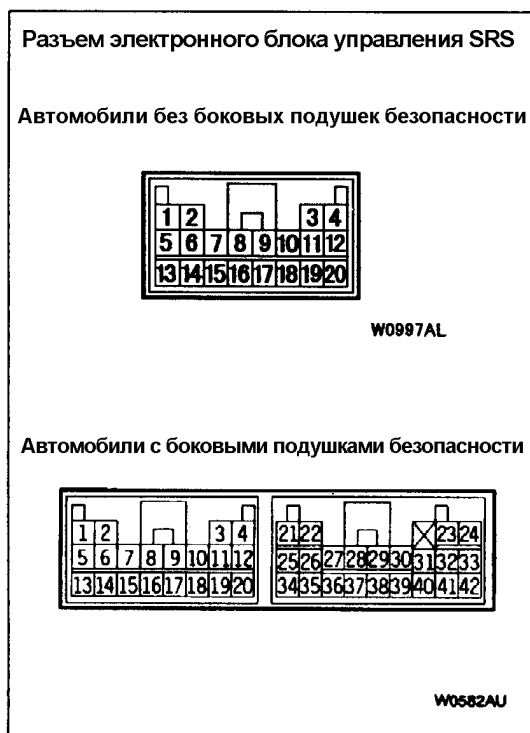 Разъем электронного блока управления SRS
Автомобили без боковых подушек безопасности
1 2 3 4
5 6 7 8 9 10 11 12
13 14 15 16 17 18 19 20
W0997AL
Автомобили с боковыми подушками безопасности
1 2 3 4 21 22 23 24
5 6 7 8 9 10 11 12 25 26 27 28 29 30 31 32 33
13 14 15 16 17 18 19 20 34 35 36 37 38 39 40 41 42
W0582AU